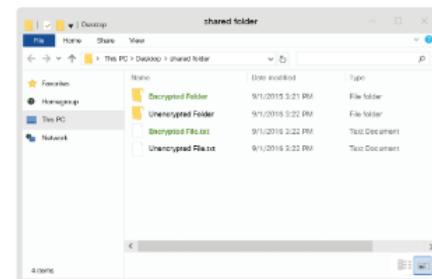 Desktop
shared folder
File Home Share View
This PC > Desktop > shared folder
Name Date modified Type
Favorites
Homegroup
This PC
Network
Encrypted Folder 9/1/2015 3:21 PM File folder
Unencrypted Folder 9/1/2015 3:22 PM File folder
Encrypted File.txt 9/1/2015 3:22 PM Text Document
Unencrypted File.txt 9/1/2015 3:22 PM Text Document
4 items